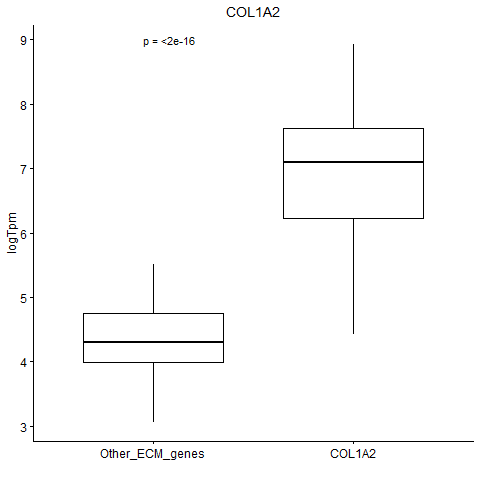 COL1A2
p = <2e-16
9
8
7
6
5
4
3
logTpm
Other_ECM_genes
COL1A2